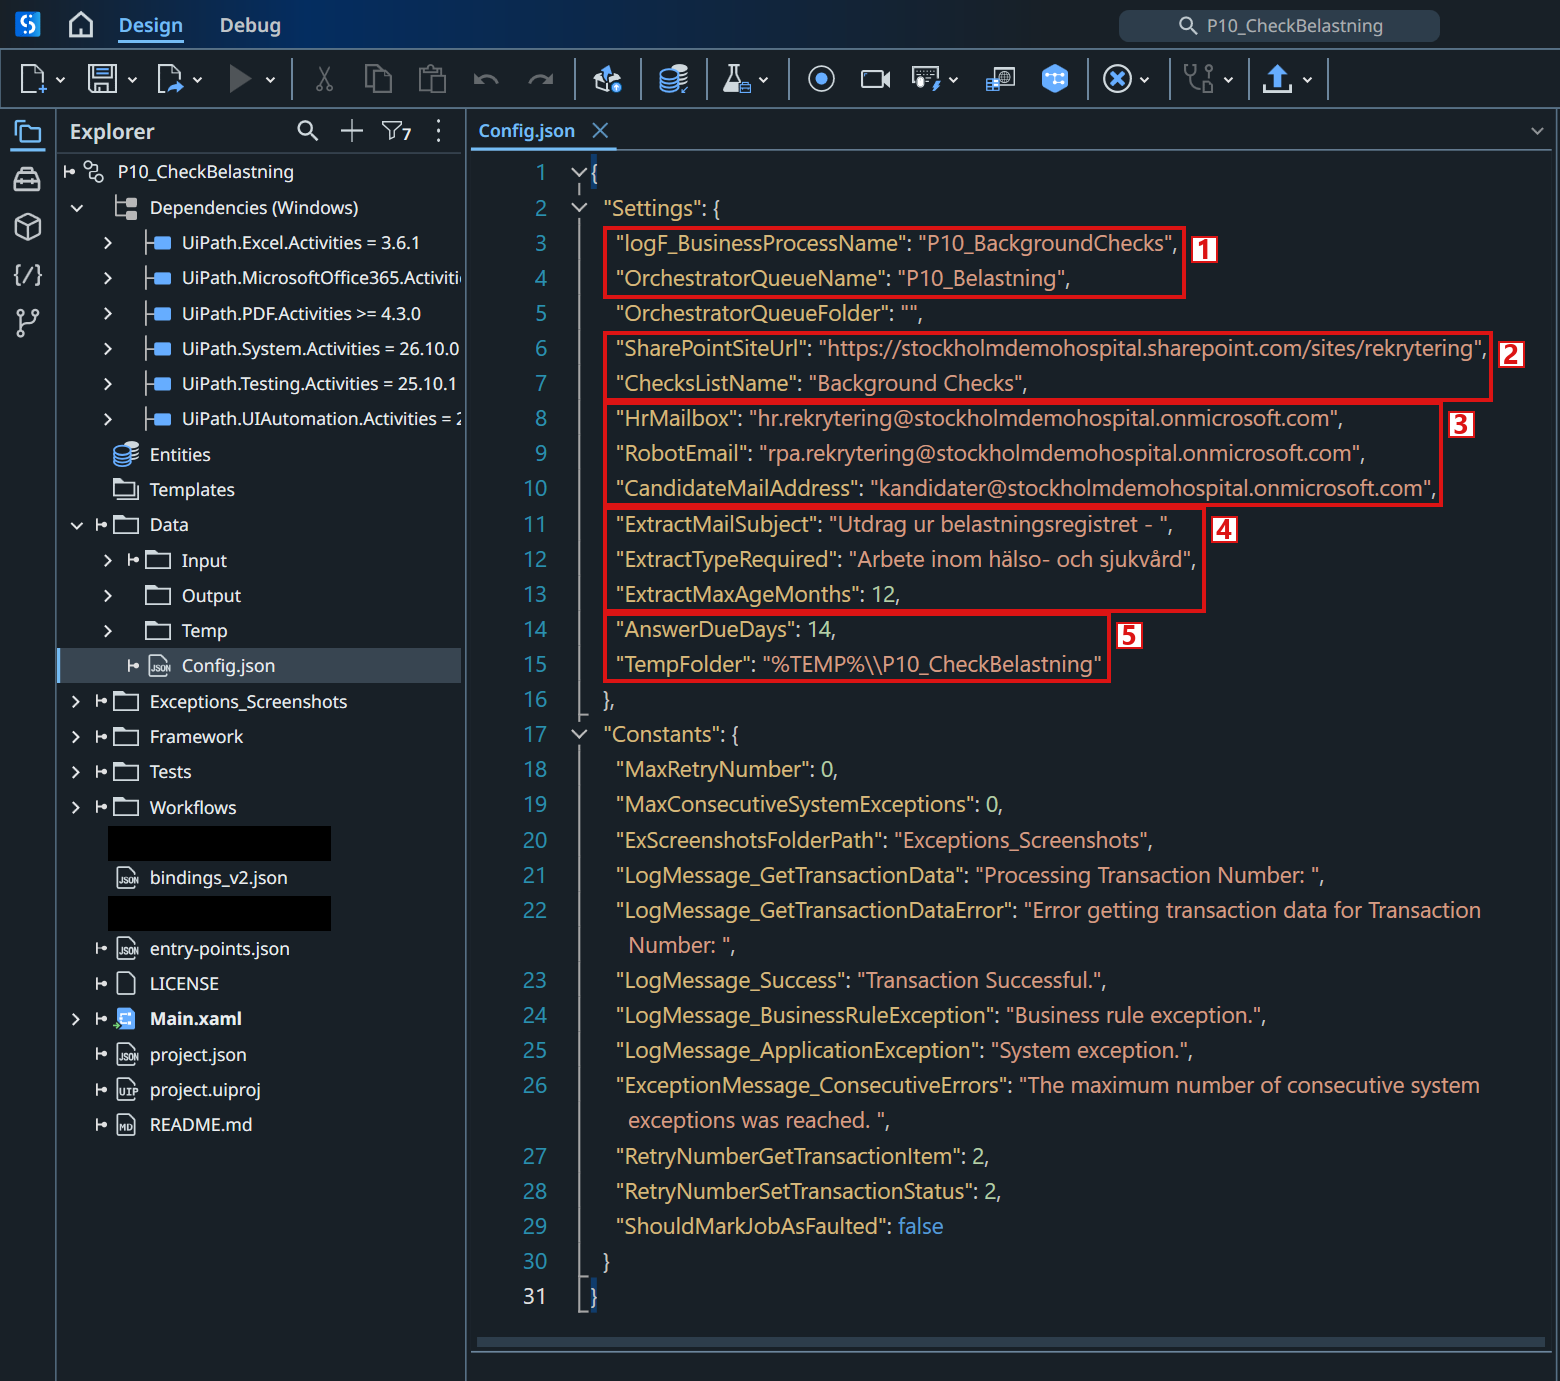 Design
Debug
P10_CheckBelastning
Explorer
7
Config.json
P10_CheckBelastning
Dependencies (Windows)
UiPath.Excel.Activities = 3.6.1
UiPath.MicrosoftOffice365.Activiti
UiPath.PDF.Activities >= 4.3.0
UiPath.System.Activities = 26.10.0
UiPath.Testing.Activities = 25.10.1
UiPath.UIAutomation.Activities = 2
Entities
Templates
Data
Input
Output
Temp
JSON Config.json
Exceptions_Screenshots
Framework
Tests
Workflows
JSON bindings_v2.json
JSON entry-points.json
LICENSE
Main.xaml
JSON project.json
UIP project.uiproj
MD README.md
1 {
2 "Settings": {
3 "logF_BusinessProcessName": "P10_BackgroundChecks",
1
4 "OrchestratorQueueName": "P10_Belastning",
5 "OrchestratorQueueFolder": "",
6 "SharePointSiteUrl": "https://stockholmdemohospital.sharepoint.com/sites/rekrytering",
2
7 "ChecksListName": "Background Checks",
8 "HrMailbox": "hr.rekrytering@stockholmdemohospital.onmicrosoft.com",
3
9 "RobotEmail": "rpa.rekrytering@stockholmdemohospital.onmicrosoft.com",
10 "CandidateMailAddress": "kandidater@stockholmdemohospital.onmicrosoft.com",
11 "ExtractMailSubject": "Utdrag ur belastningsregistret - ",
4
12 "ExtractTypeRequired": "Arbete inom hälso- och sjukvård",
13 "ExtractMaxAgeMonths": 12,
14 "AnswerDueDays": 14,
5
15 "TempFolder": "%TEMP%\\P10_CheckBelastning"
16 },
17 "Constants": {
18 "MaxRetryNumber": 0,
19 "MaxConsecutiveSystemExceptions": 0,
20 "ExScreenshotsFolderPath": "Exceptions_Screenshots",
21 "LogMessage_GetTransactionData": "Processing Transaction Number: ",
22 "LogMessage_GetTransactionDataError": "Error getting transaction data for Transaction
Number: ",
23 "LogMessage_Success": "Transaction Successful.",
24 "LogMessage_BusinessRuleException": "Business rule exception.",
25 "LogMessage_ApplicationException": "System exception.",
26 "ExceptionMessage_ConsecutiveErrors": "The maximum number of consecutive system
exceptions was reached. ",
27 "RetryNumberGetTransactionItem": 2,
28 "RetryNumberSetTransactionStatus": 2,
29 "ShouldMarkJobAsFaulted": false
30 }
31 }